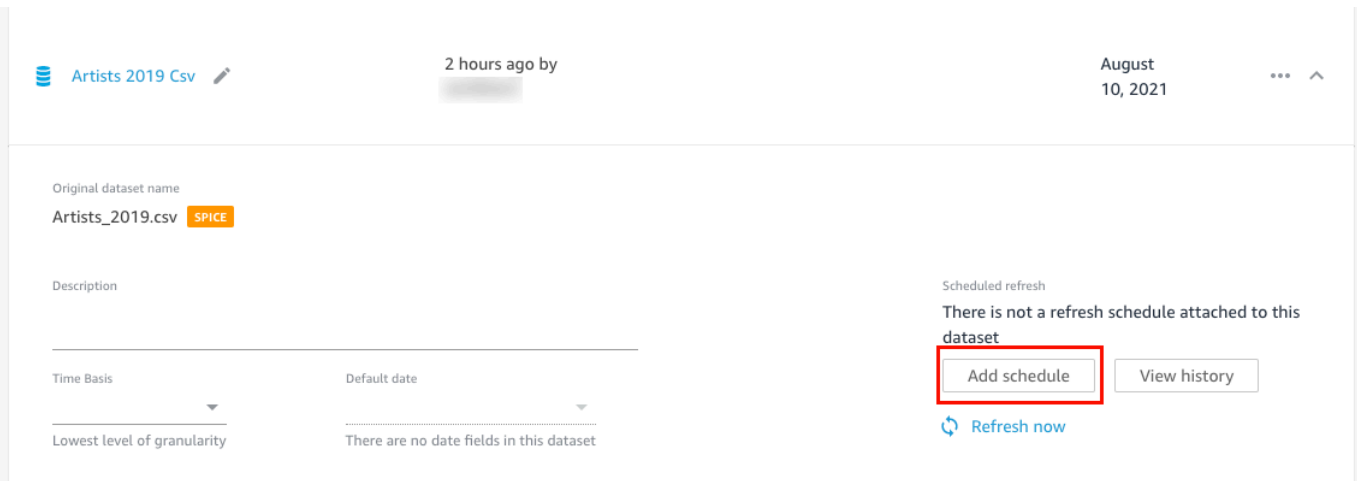 Artists 2019 Csv
2 hours ago by
August
10, 2021
Original dataset name
Artists_2019.csv SPICE
Description
Scheduled refresh
There is not a refresh schedule attached to this
dataset
Add schedule
View history
Time Basis
Default date
Lowest level of granularity
There are no date fields in this dataset
Refresh now